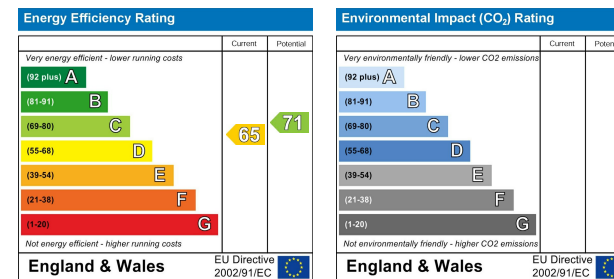 Energy Efficiency Rating
Current Potential
Very energy efficient - lower running costs
(92 plus) A
(81-91) B
(69-80) C
(55-68) D
(39-54) E
(21-38) F
(1-20) G
65
71
Not energy efficient - higher running costs
England & Wales
EU Directive
2002/91/EC
Environmental Impact (CO₂) Rating
Current Poten
Very environmentally friendly - lower CO2 emissions
(92 plus) A
(81-91) B
(69-80) C
(55-68) D
(39-54) E
(21-38) F
(1-20) G
Not environmentally friendly - higher CO2 emissions
England & Wales
EU Directive
2002/91/EC